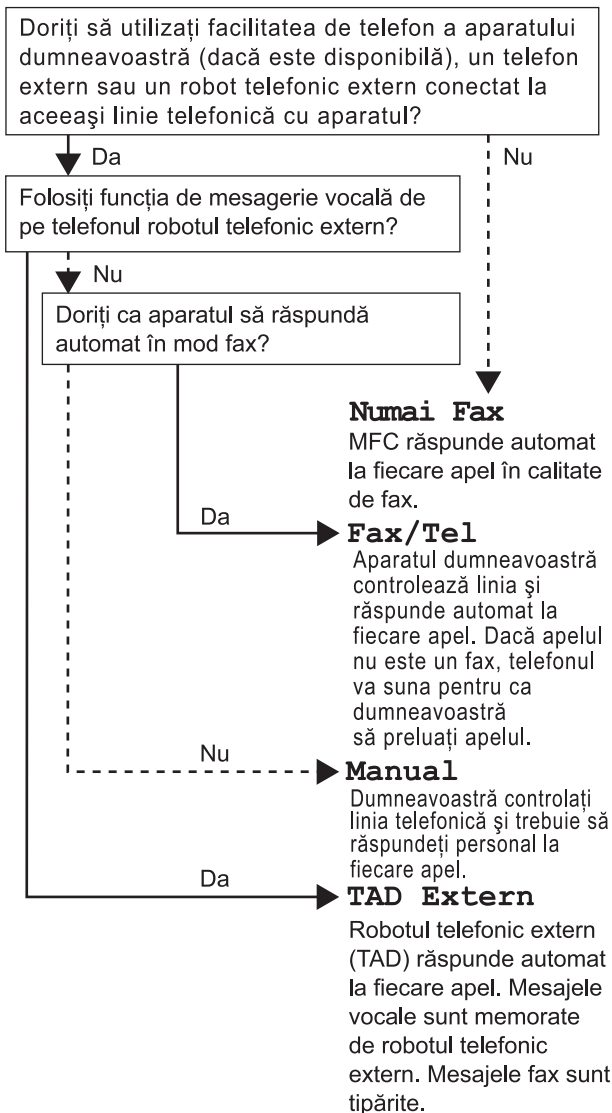 Doriți să utilizați facilitatea de telefon a aparatului
dumneavoastră (dacă este disponibilă), un telefon
extern sau un robot telefonic extern conectat la
aceeaşi linie telefonică cu aparatul?
Da
Nu
Folosiți funcția de mesagerie vocală de
pe telefonul robotul telefonic extern?
Nu
Doriți ca aparatul să răspundă
automat în mod fax?
Numai Fax
MFC răspunde automat
la fiecare apel în calitate
de fax.
Da
Fax/Tel
Aparatul dumneavoastră
controlează linia şi
răspunde automat la
fiecare apel. Dacă apelul
nu este un fax, telefonul
va suna pentru ca
dumneavoastră
să preluați apelul.
Nu
Manual
Dumneavoastră controlați
linia telefonică şi trebuie să
răspundeți personal la
fiecare apel.
Da
TAD Extern
Robotul telefonic extern
(TAD) răspunde automat
la fiecare apel. Mesajele
vocale sunt memorate
de robotul telefonic
extern. Mesajele fax sunt
tipărite.